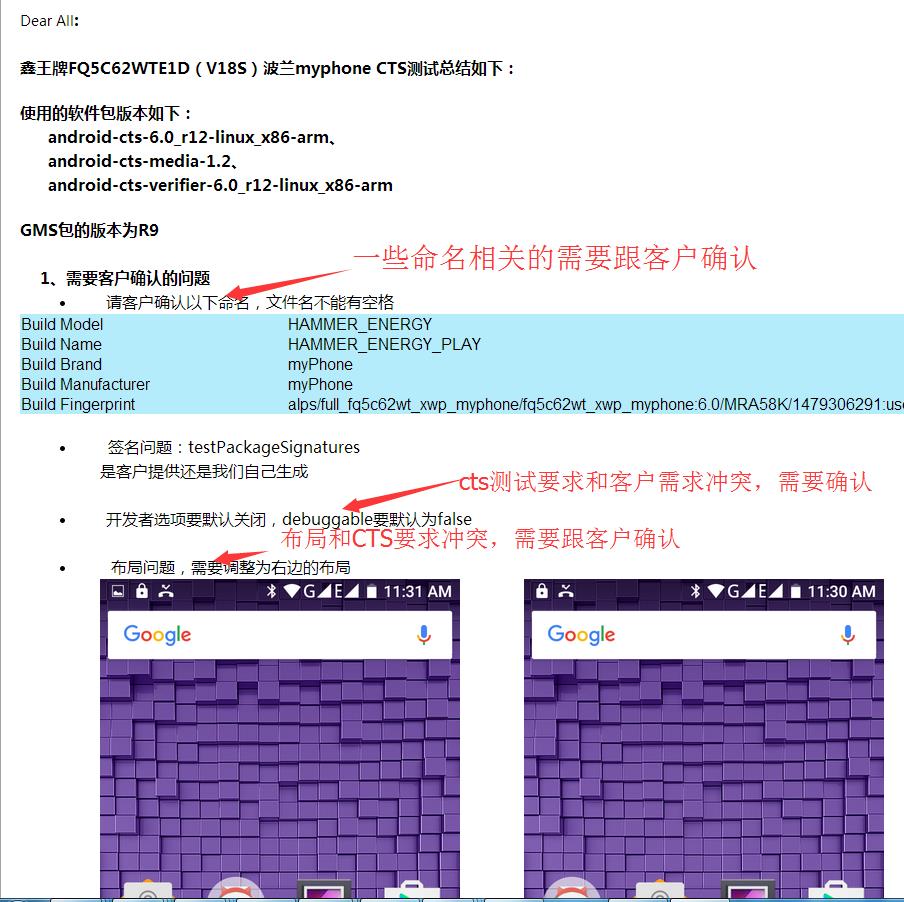 Dear All:
鑫王牌FQ5C62WTE1D（V18S）波兰myphone CTS测试总结如下：
使用的软件包版本如下：
android-cts-6.0_r12-linux_x86-arm、
android-cts-media-1.2、
android-cts-verifier-6.0_r12-linux_x86-arm
GMS包的版本为R9
一些命名相关的需要跟客户确认
1、需要客户确认的问题
• 请客户确认以下命名，文件名不能有空格
Build Model HAMMER_ENERGY
Build Name HAMMER_ENERGY_PLAY
Build Brand myPhone
Build Manufacturer myPhone
Build Fingerprint alps/full_fq5c62wt_xwp_myphone/fq5c62wt_xwp_myphone:6.0/MRA58K/1479306291:use
• 签名问题：testPackageSignatures
是客户提供还是我们自己生成
cts测试要求和客户需求冲突，需要确认
• 开发者选项要默认关闭，debuggable要默认为false
布局和CTS要求冲突，需要跟客户确认
• 布局问题，需要调整为右边的布局
G E 11:31 AM G E 11:30 AM
Google Google